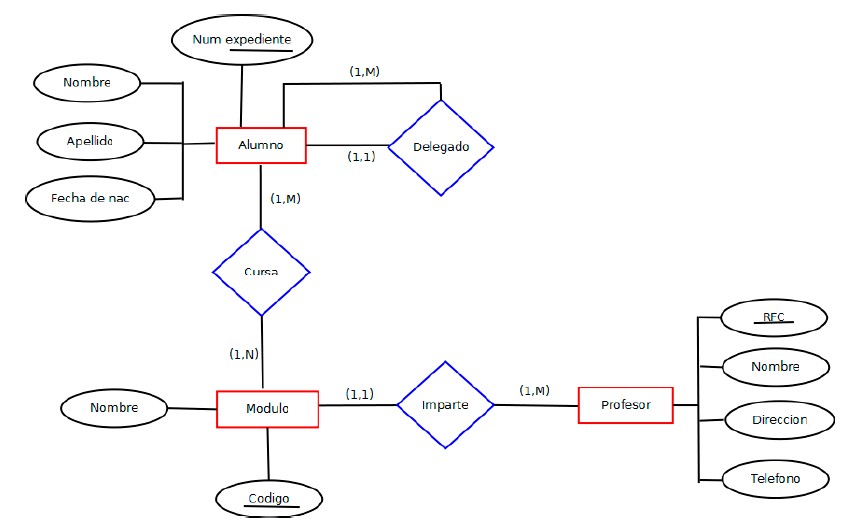 Num expediente
(1,M)
Nombre
Apellido
Alumno
Delegado
(1,1)
Fecha de nac
(1,M)
Cursa
RFC
(1,N)
Nombre
Nombre
Modulo
(1,1)
Imparte
(1,M)
Profesor
Direccion
Telefono
Codigo